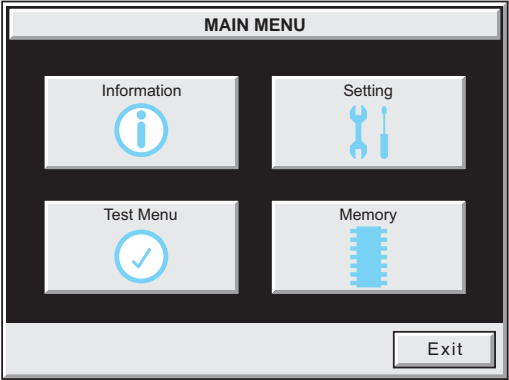 MAIN MENU
Information
Setting
Test Menu
Memory
Exit